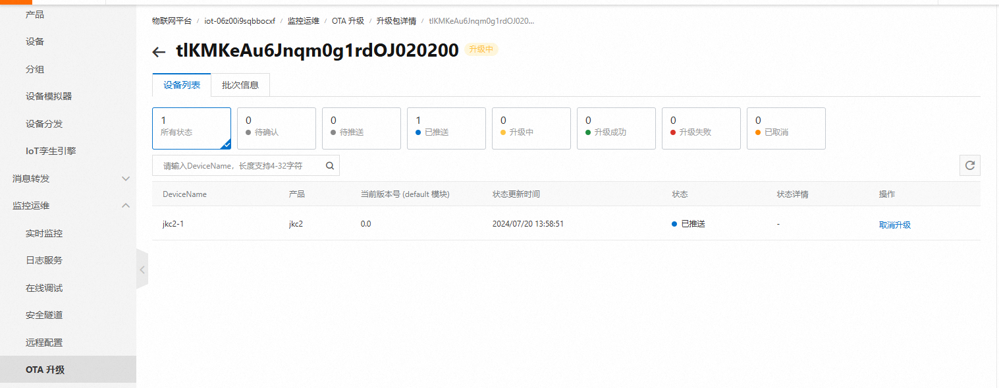 产品
设备
分组
设备模拟器
设备分发
IoT孪生引擎
消息转发
监控运维
实时监控
日志服务
在线调试
安全隧道
远程配置
OTA 升级
物联网平台 / iot-06z00i9sqbbocxf / 监控运维 / OTA 升级 / 升级包详情 / tlKMKeAu6Jnqm0g1rdOJ020...
tlKMKeAu6Jnqm0g1rdOJ020200 升级中
设备列表 批次信息
1 0 0 1 0 0 0 0
所有状态 待确认 待推送 已推送 升级中 升级成功 升级失败 已取消
请输入DeviceName，长度支持4-32字符
DeviceName 产品 当前版本号 (default 模块) 状态更新时间 状态 状态详情 操作
jkc2-1 jkc2 0.0 2024/07/20 13:58:51 已推送 - 取消升级